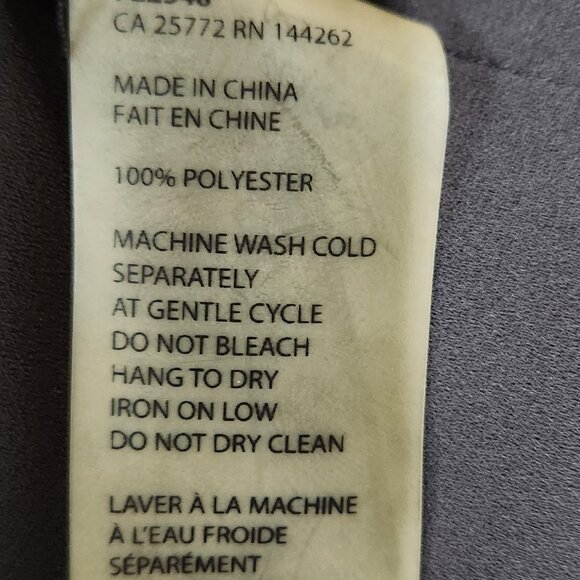 CA 25772 RN 144262
MADE IN CHINA
FAIT EN CHINE
100% POLYESTER
MACHINE WASH COLD
SEPARATELY
AT GENTLE CYCLE
DO NOT BLEACH
HANG TO DRY
IRON ON LOW
DO NOT DRY CLEAN
LAVER À LA MACHINE
À L'EAU FROIDE
SÉPARÉMENT